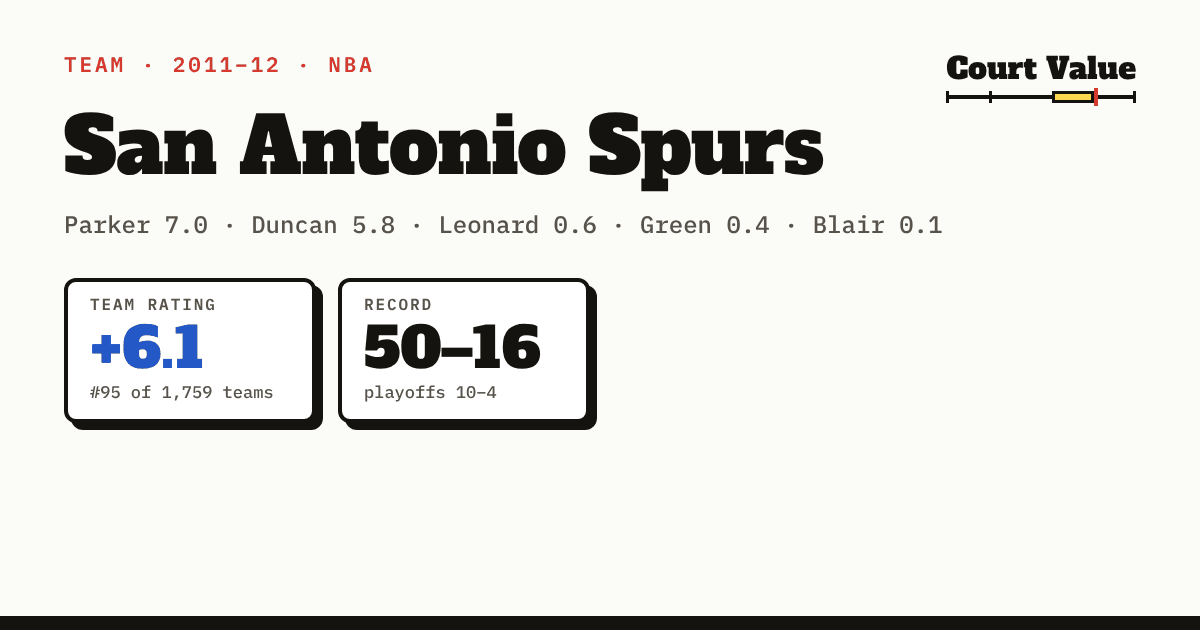 TEAM · 2011–12 · NBA
Court Value
San Antonio Spurs
Parker 7.0 · Duncan 5.8 · Leonard 0.6 · Green 0.4 · Blair 0.1
TEAM RATING
+6.1
#95 of 1,759 teams
RECORD
50–16
playoffs 10–4